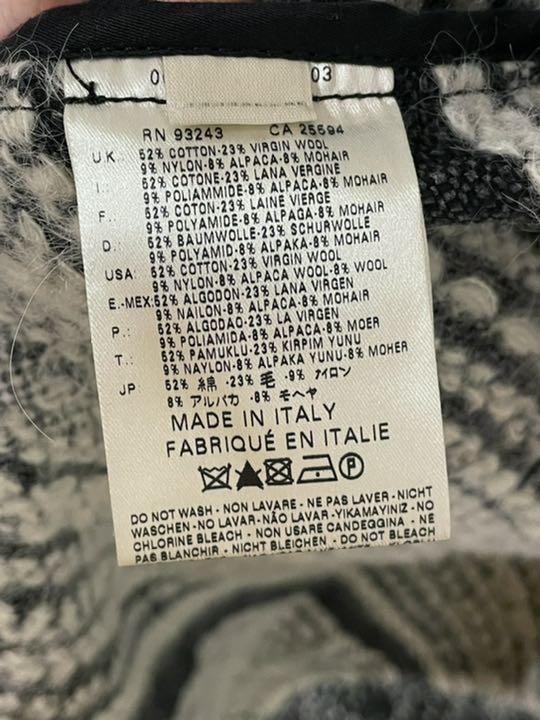 03
RN 93243 CA 25594
UK.: 52% COTTON-23% VIRGIN WOOL
9% NYLON-8% ALPACA-8% MOHAIR
I.: 52% COTONE-23% LANA VERGINE
9% POLIAMMIDE-8% ALPACA-8% MOHAIR
F.: 52% COTON-23% LAINE VIERGE
9% POLYAMIDE-8% ALPAGA-8% MOHAIR
D.: 52% BAUMWOLLE-23% SCHURWOLLE
9% POLYAMID-8% ALPAKA-8% MOHAIR
USA: 52% COTTON-23% VIRGIN WOOL
9% NYLON-8% ALPACA WOOL-8% WOOL
E.-MEX: 52% ALGODON-23% LANA VIRGEN
9% NAILON-8% ALPACA-8% MOHAIR
P.: 52% ALGODAO-23% LA VIRGEN
9% POLIAMIDA-8% ALPACA-8% MOER
T.: 52% PAMUKLU-23% KIRPIM YUNU
9% NAYLON-8% ALPAKA YUNU-8% MOHER
JP 52% 綿 -23% 毛 -9% ナイロン
8% アルパカ -8% モヘヤ
MADE IN ITALY
FABRIQUÉ EN ITALIE
P
DO NOT WASH - NON LAVARE - NE PAS LAVER - NICHT
WASCHEN - NO LAVAR - NÃO LAVAR -YIKAMAYINIZ - NO
CHLORINE BLEACH - NON USARE CANDEGGINA - NE
PAS BLANCHIR - NICHT BLEICHEN - DO NOT BLEACH